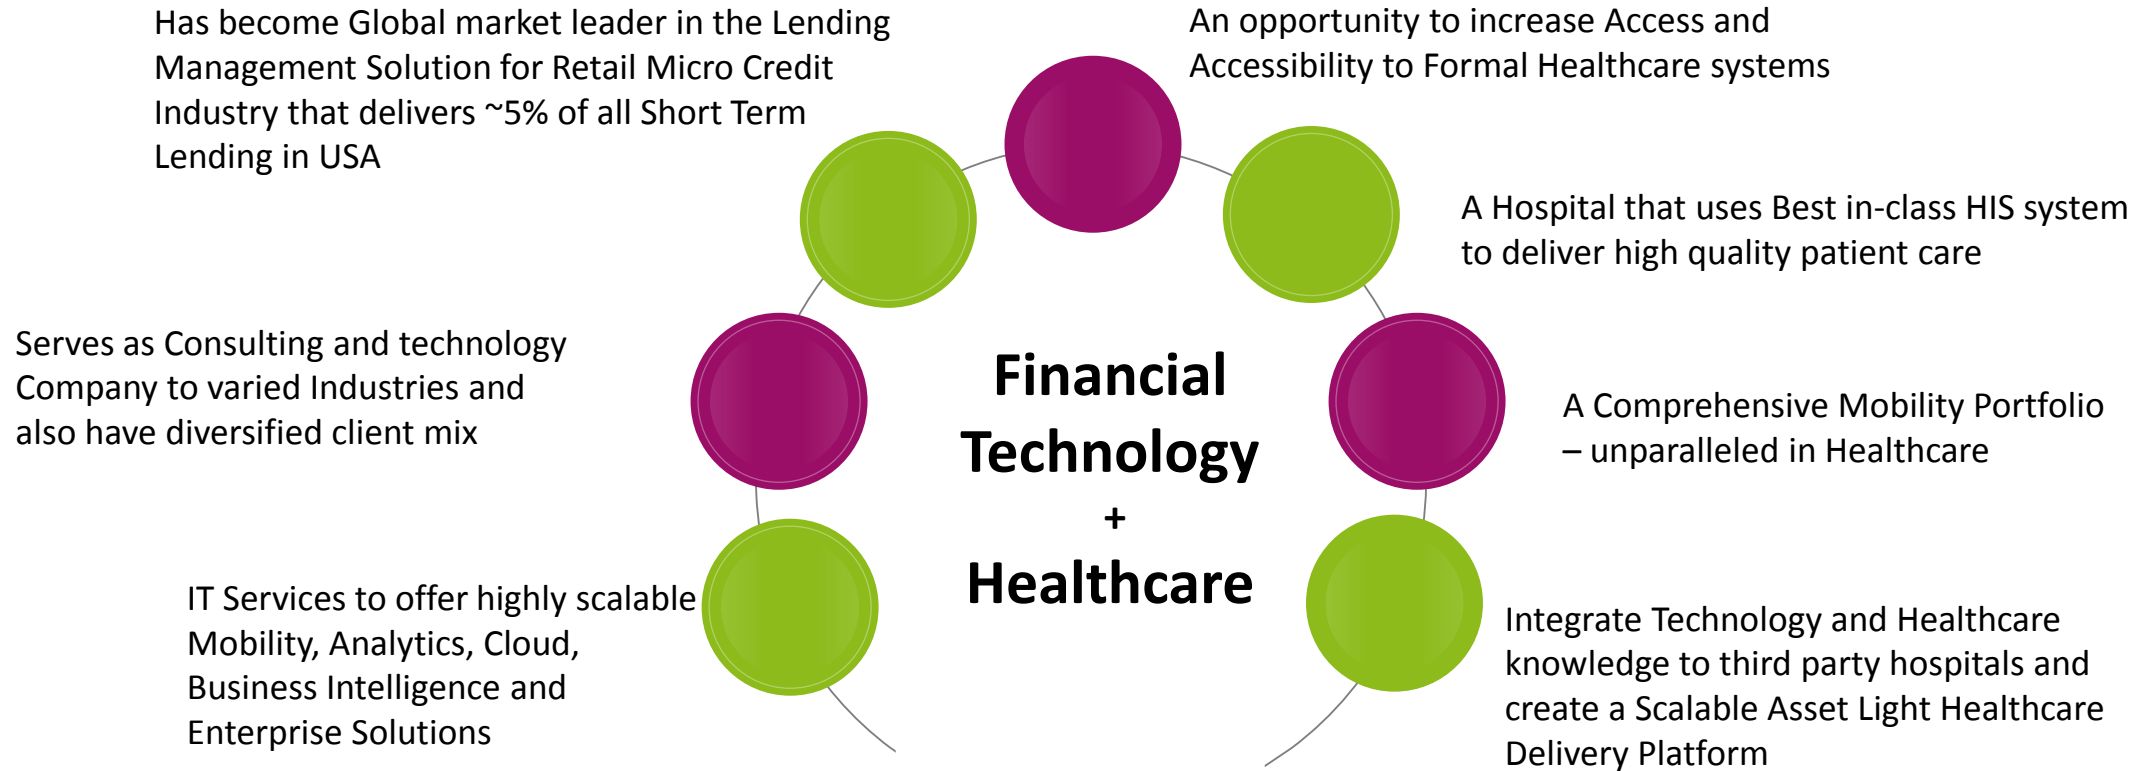 Has become Global market leader in the Lending
Management Solution for Retail Micro Credit
Industry that delivers ~5% of all Short Term
Lending in USA
An opportunity to increase Access and
Accessibility to Formal Healthcare systems
A Hospital that uses Best in-class HIS system
to deliver high quality patient care
Serves as Consulting and technology
Company to varied Industries and
also have diversified client mix
Financial
Technology
+
Healthcare
A Comprehensive Mobility Portfolio
– unparalleled in Healthcare
IT Services to offer highly scalable
Mobility, Analytics, Cloud,
Business Intelligence and
Enterprise Solutions
Integrate Technology and Healthcare
knowledge to third party hospitals and
create a Scalable Asset Light Healthcare
Delivery Platform